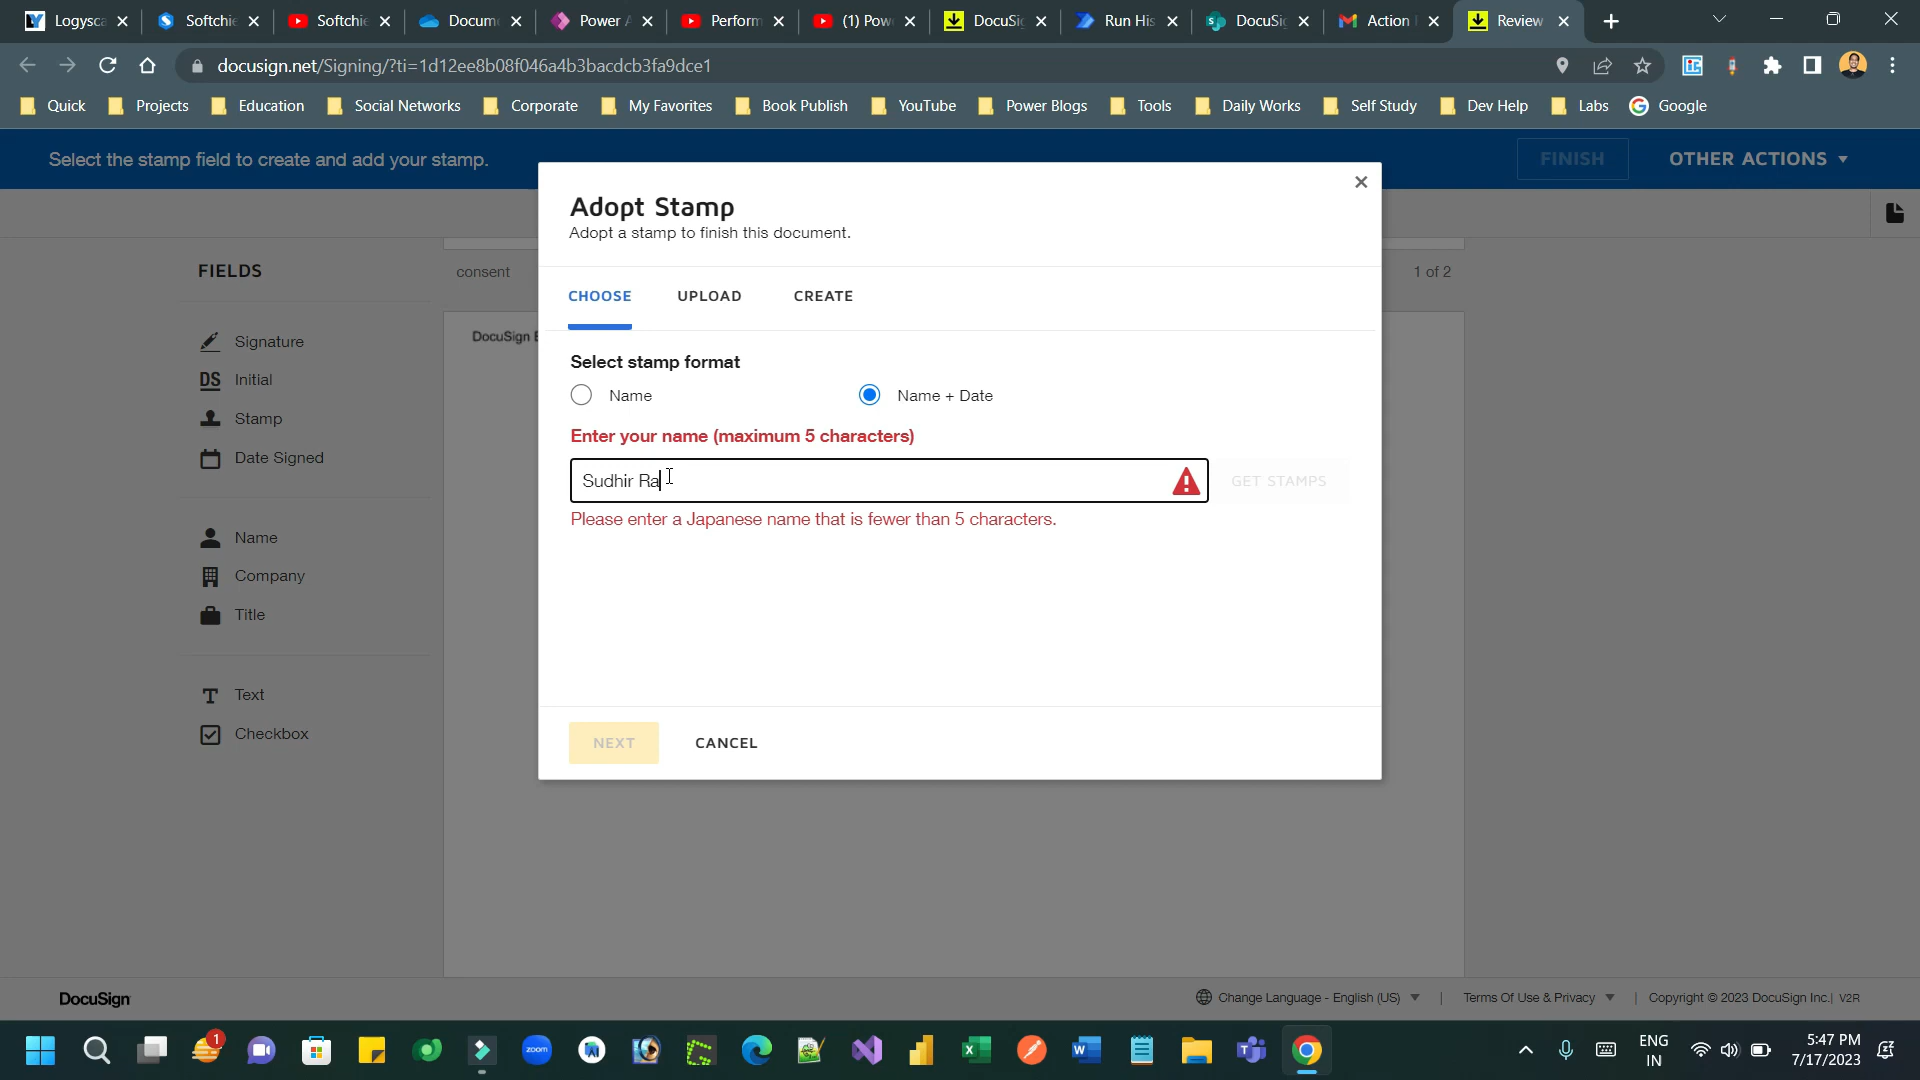 Logysca
Softchie
Softchie
Docum
Power A
Perform
(1) Pow
DocuSig
Run His
DocuSig
Action
Review
docusign.net/Signing/?ti=1d12ee8b08f046a4b3bacdcb3fa9dce1
Quick
Projects
Education
Social Networks
Corporate
My Favorites
Book Publish
YouTube
Power Blogs
Tools
Daily Works
Self Study
Dev Help
Labs
Google
Select the stamp field to create and add your stamp.
FINISH
OTHER ACTIONS
Adopt Stamp
Adopt a stamp to finish this document.
FIELDS
consent
1 of 2
CHOOSE
UPLOAD
CREATE
Signature
DocuSign E
Select stamp format
DS Initial
Name
Name + Date
Stamp
Enter your name (maximum 5 characters)
Date Signed
Sudhir Ra
GET STAMPS
Please enter a Japanese name that is fewer than 5 characters.
Name
Company
Title
Text
Checkbox
NEXT
CANCEL
DocuSign
Change Language - English (US)
Terms Of Use & Privacy
Copyright © 2023 DocuSign Inc.
V2R
1
zoom
ENG
IN
5:47 PM
7/17/2023